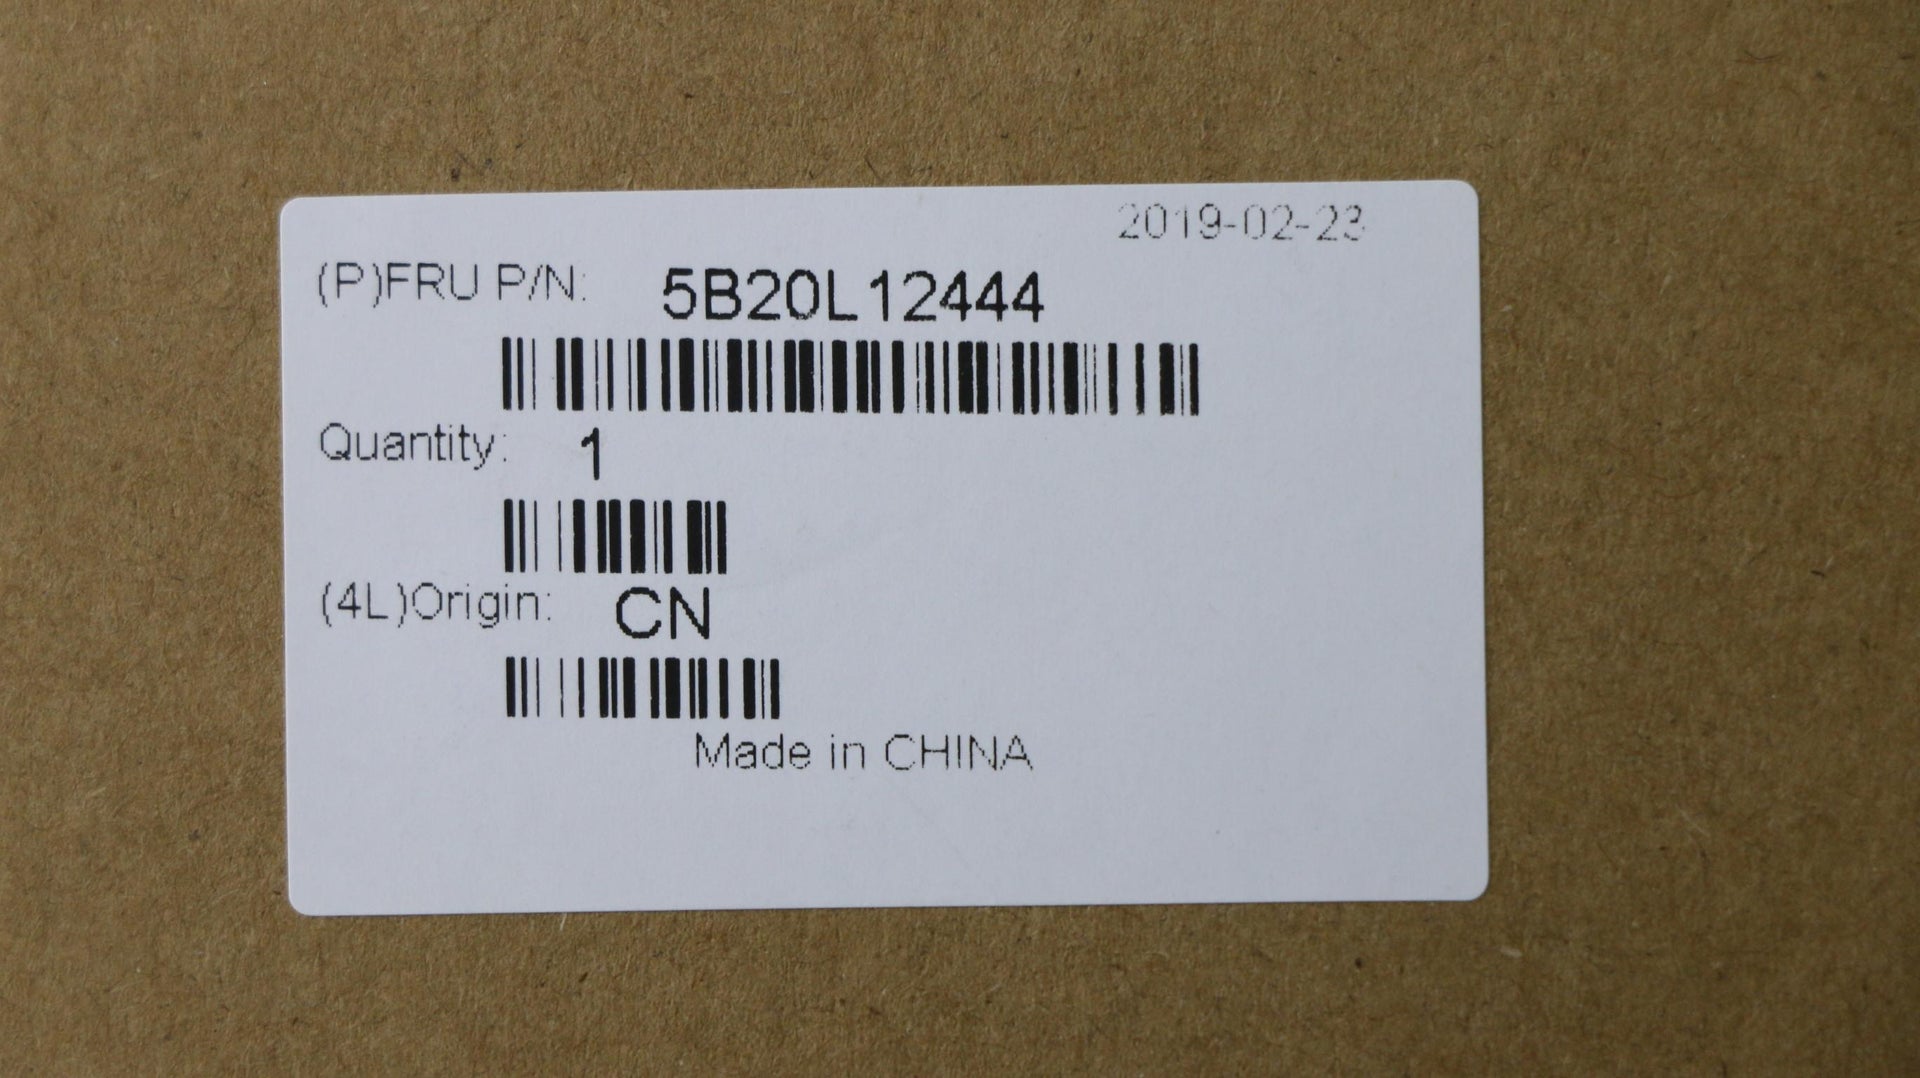 2019-02-23
(P)FRU P/N: 5B20L12444
Quantity: 1
(4L)Origin: CN
Made in CHINA